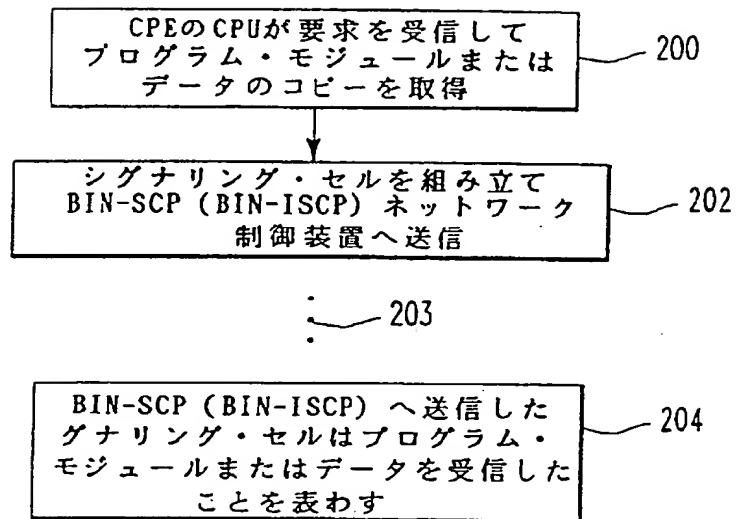 CPEのCPUが要求を受信して
プログラム・モジュールまたは
データのコピーを取得
200
シグナリング・セルを組み立て
BIN-SCP (BIN-ISCP) ネットワーク
制御装置へ送信
202
203
BIN-SCP (BIN-ISCP) へ送信した
グナリング・セルはプログラム・
モジュールまたはデータを受信した
ことを表わす
204